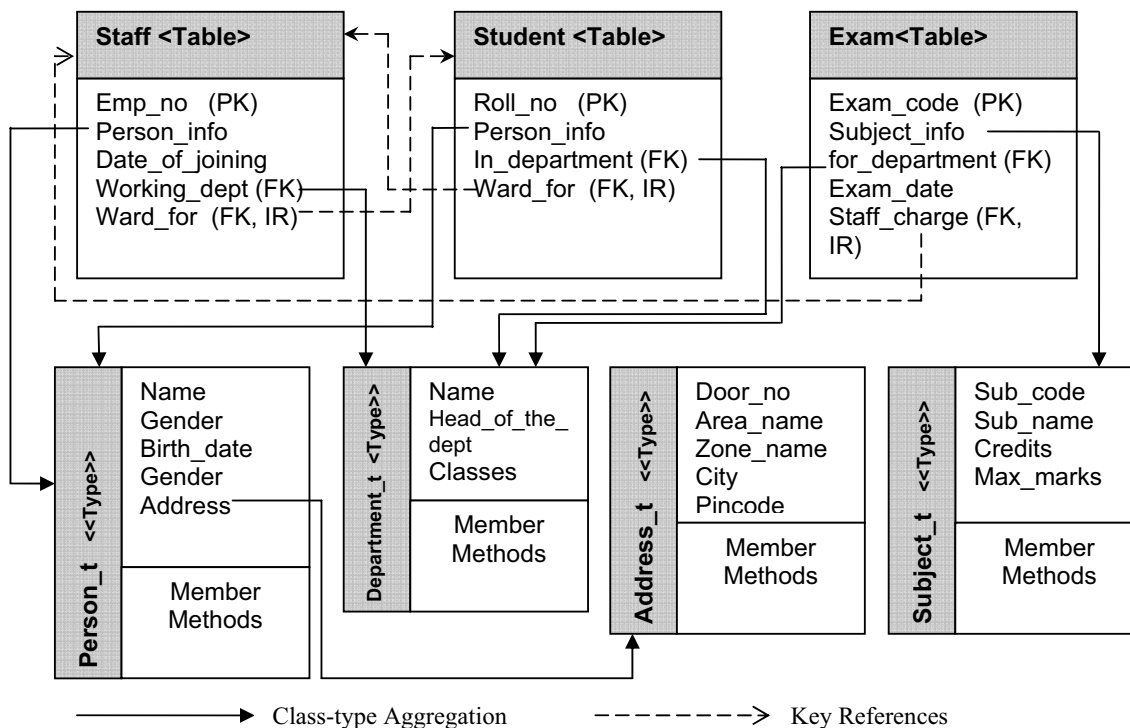 Staff <Table>
Emp_no (PK)
Person_info
Date_of_joining
Working_dept (FK)
Ward_for (FK, IR)
Student <Table>
Roll_no (PK)
Person_info
In_department (FK)
Ward_for (FK, IR)
Exam<Table>
Exam_code (PK)
Subject_info
for_department (FK)
Exam_date
Staff_charge (FK,
IR)
Person_t <<Type>>
Name
Gender
Birth_date
Gender
Address
Member
Methods
Department_t <Type>>
Name
Head_of_the_
dept
Classes
Member
Methods
Address_t <<Type>>
Door_no
Area_name
Zone_name
City
Pincode
Member
Methods
Subject_t <<Type>>
Sub_code
Sub_name
Credits
Max_marks
Member
Methods
Class-type Aggregation
Key References